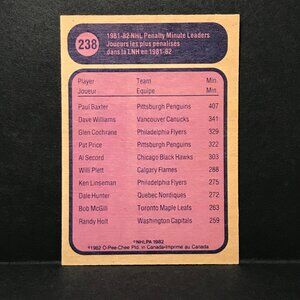 238
1981-82 NHL Penalty Minute Leaders
Joueurs les plus pénalisés
dans la LNH en 1981-82
Player Team Min.
Joueur Equipe Min.
Paul Baxter Pittsburgh Penguins 407
Dave Williams Vancouver Canucks 341
Glen Cochrane Philadelphia Flyers 329
Pat Price Pittsburgh Penguins 322
Al Secord Chicago Black Hawks 303
Willi Plett Calgary Flames 288
Ken Linseman Philadelphia Flyers 275
Dale Hunter Quebec Nordiques 272
Bob McGill Toronto Maple Leafs 263
Randy Holt Washington Capitals 259
©NHLPA 1982
©1982 O-Pee-Chee Ptd. in Canada-Imprimé au Canada